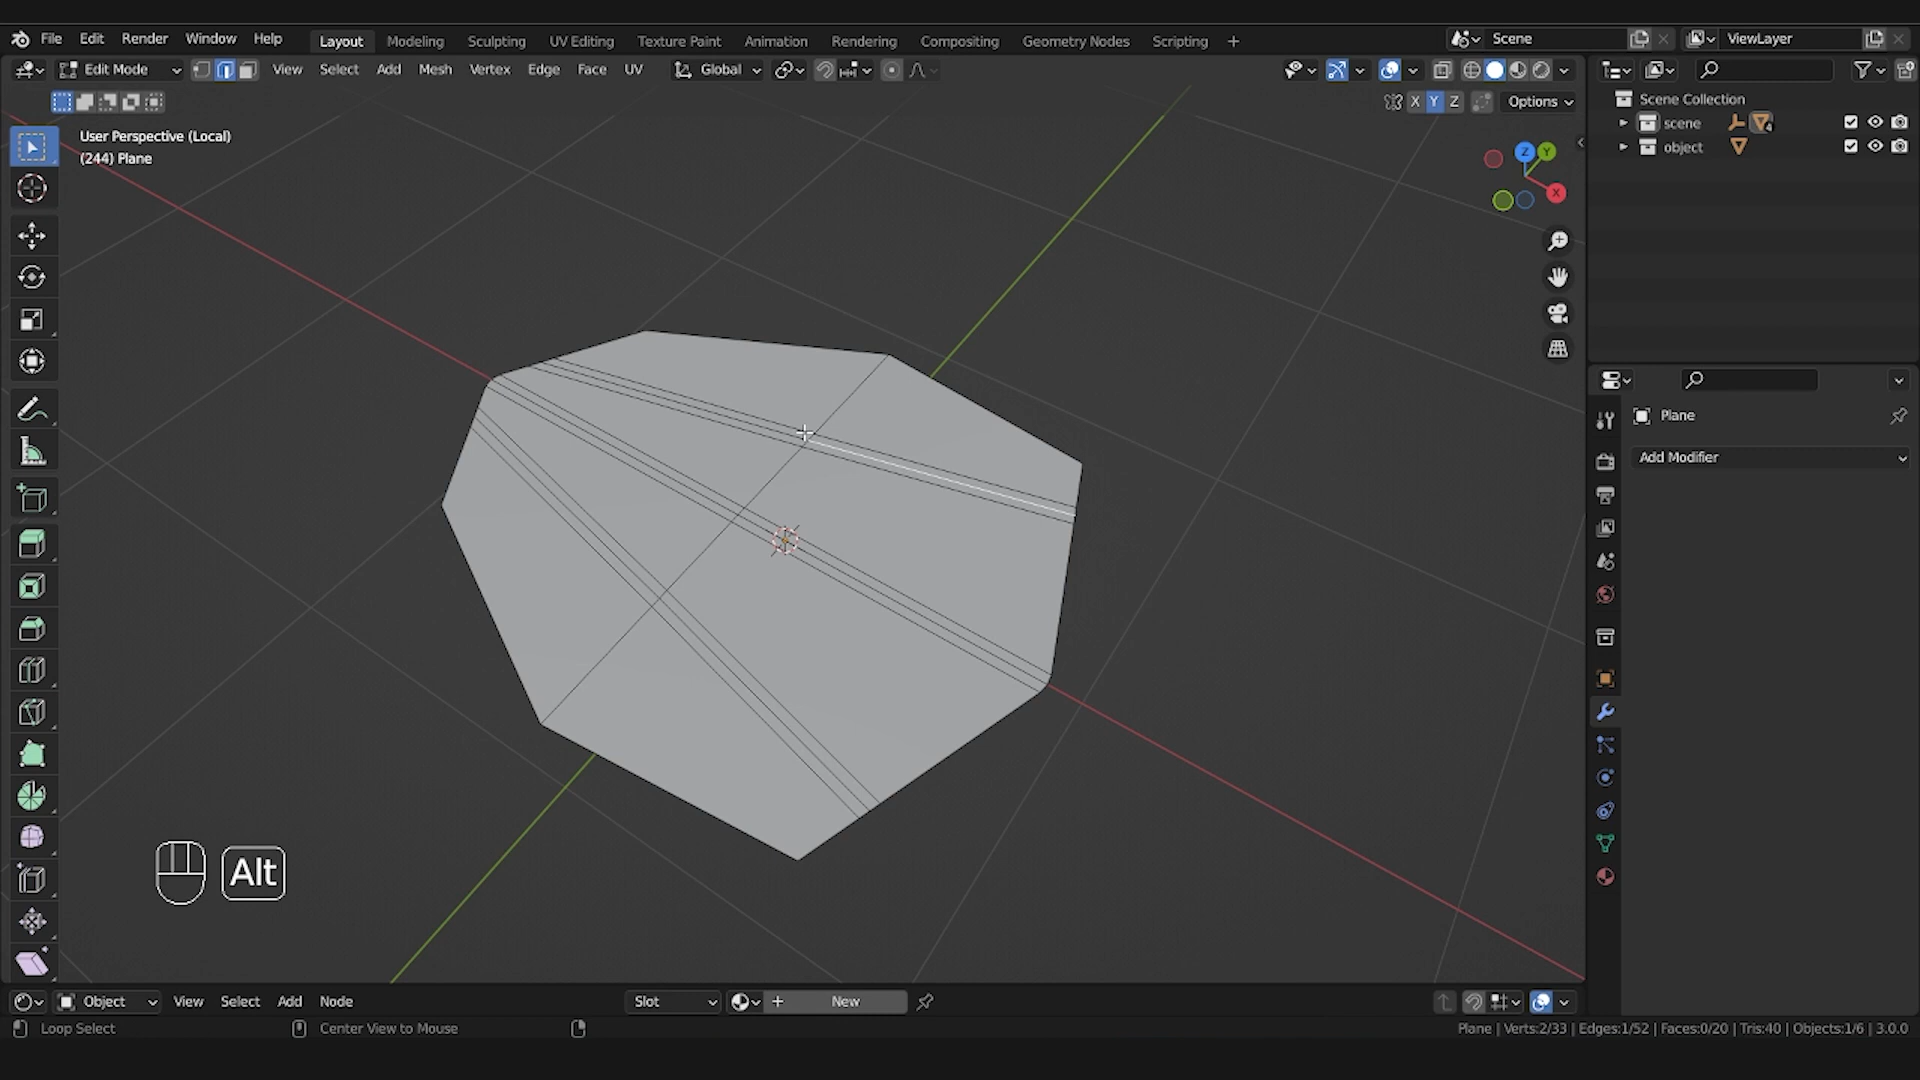 File Edit Render Window Help Layout Modeling Sculpting UV Editing Texture Paint Animation Rendering Compositing Geometry Nodes Scripting + Scene ViewLayer
Edit Mode View Select Add Mesh Vertex Edge Face UV Global
X Y Z Options
Scene Collection
scene
object
User Perspective (Local)
(244) Plane
Z Y
X
Plane
Add Modifier
Alt
Object View Select Add Node Slot New
Loop Select Center View to Mouse Plane | Verts:2/33 | Edges:1/52 | Faces:0/20 | Tris:40 | Objects:1/6 | 3.0.0